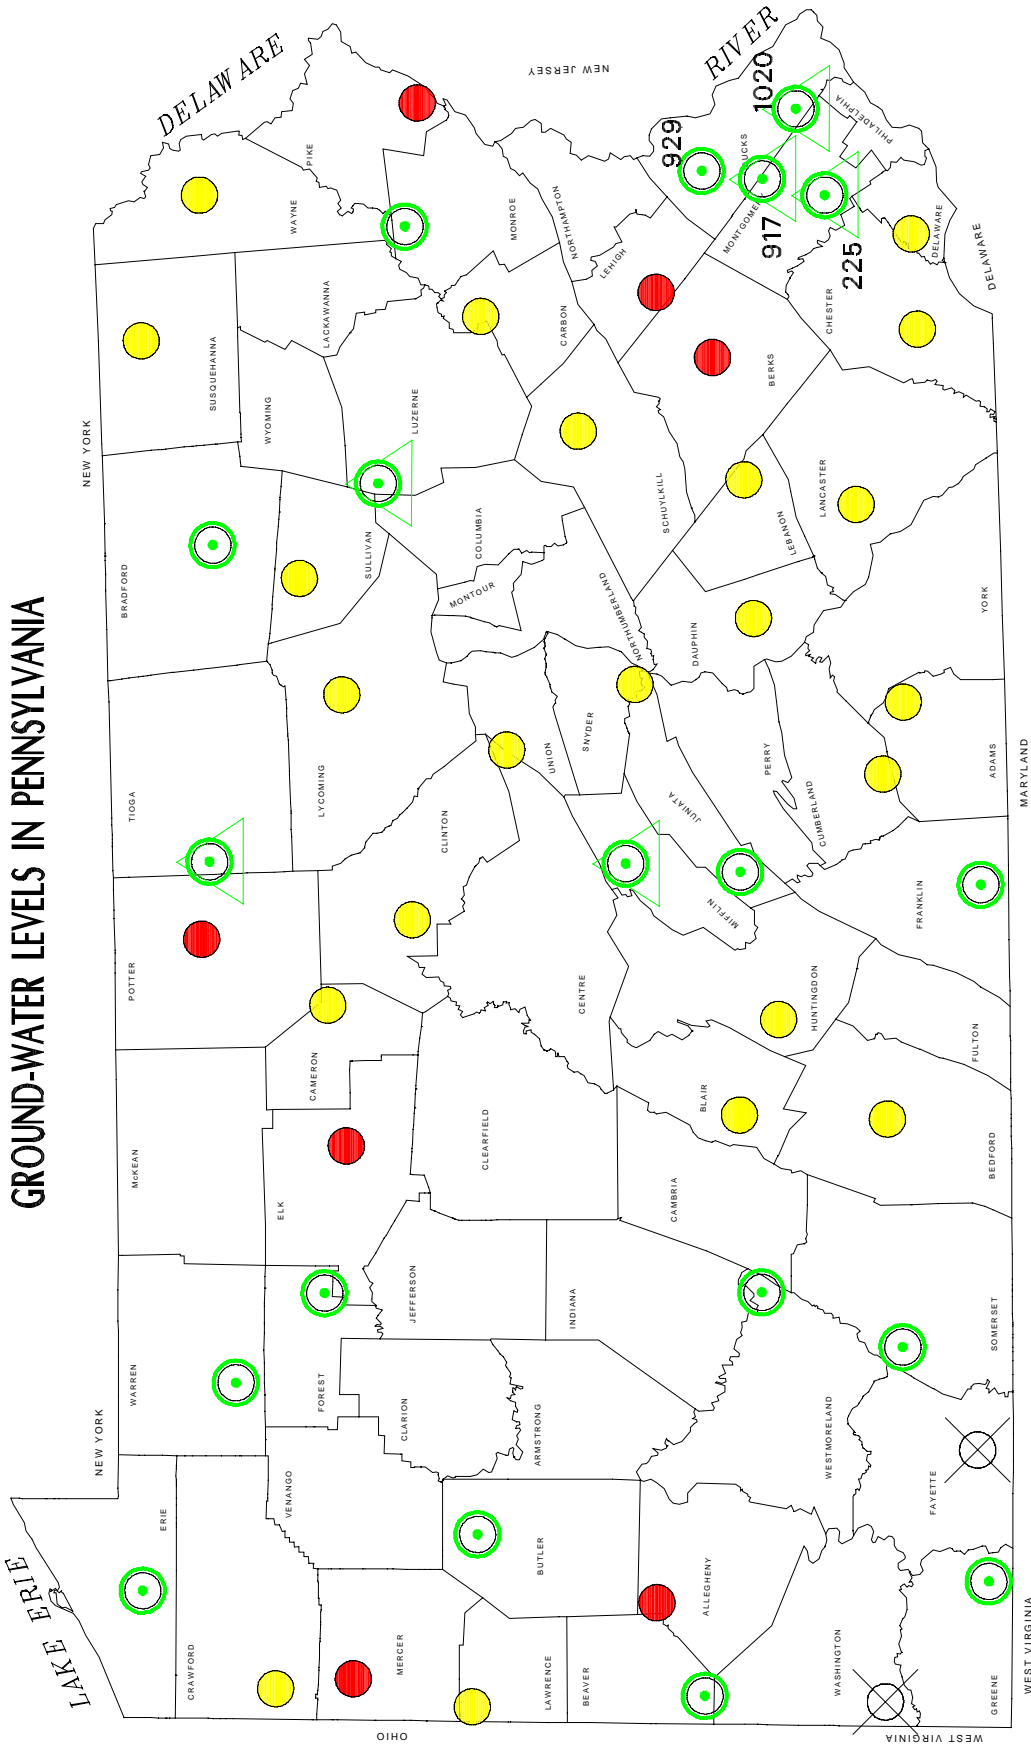 GROUND-WATER LEVELS IN PENNSYLVANIA
LAKE ERIE
NEW YORK
NEW YORK
DELAWARE
RIVER
NEW JERSEY
ERIE
WARREN
McKEAN
POTTER
TIOGA
BRADFORD
SUSQUEHANNA
WAYNE
PIKE
CRAWFORD
VENANGO
FOREST
ELK
CAMERON
LYCOMING
SULLIVAN
WYOMING
LACKAWANNA
MERCER
CLARION
JEFFERSON
CLINTON
COLUMBIA
MONTOUR
LUZERNE
MONROE
CLEARFIELD
LAWRENCE
BUTLER
ARMSTRONG
INDIANA
CENTRE
UNION
SNYDER
NORTHUMBERLAND
SCHUYLKILL
CARBON
NORTHAMPTON
LEHIGH
BEAVER
ALLEGHENY
CAMBRIA
BLAIR
MIFFLIN
JUNIATA
PERRY
DAUPHIN
LEBANON
BERKS
MONTGOME
UCKS
929
1020
917
225
PHILADELPHIA
WASHINGTON
WESTMORELAND
HUNTINGDON
CUMBERLAND
LANCASTER
CHESTER
DELAWARE
DELAWARE
GREENE
FAYETTE
SOMERSET
BEDFORD
FULTON
FRANKLIN
ADAMS
YORK
OHIO
WEST VIRGINIA
WEST VIRGINIA
MARYLAND